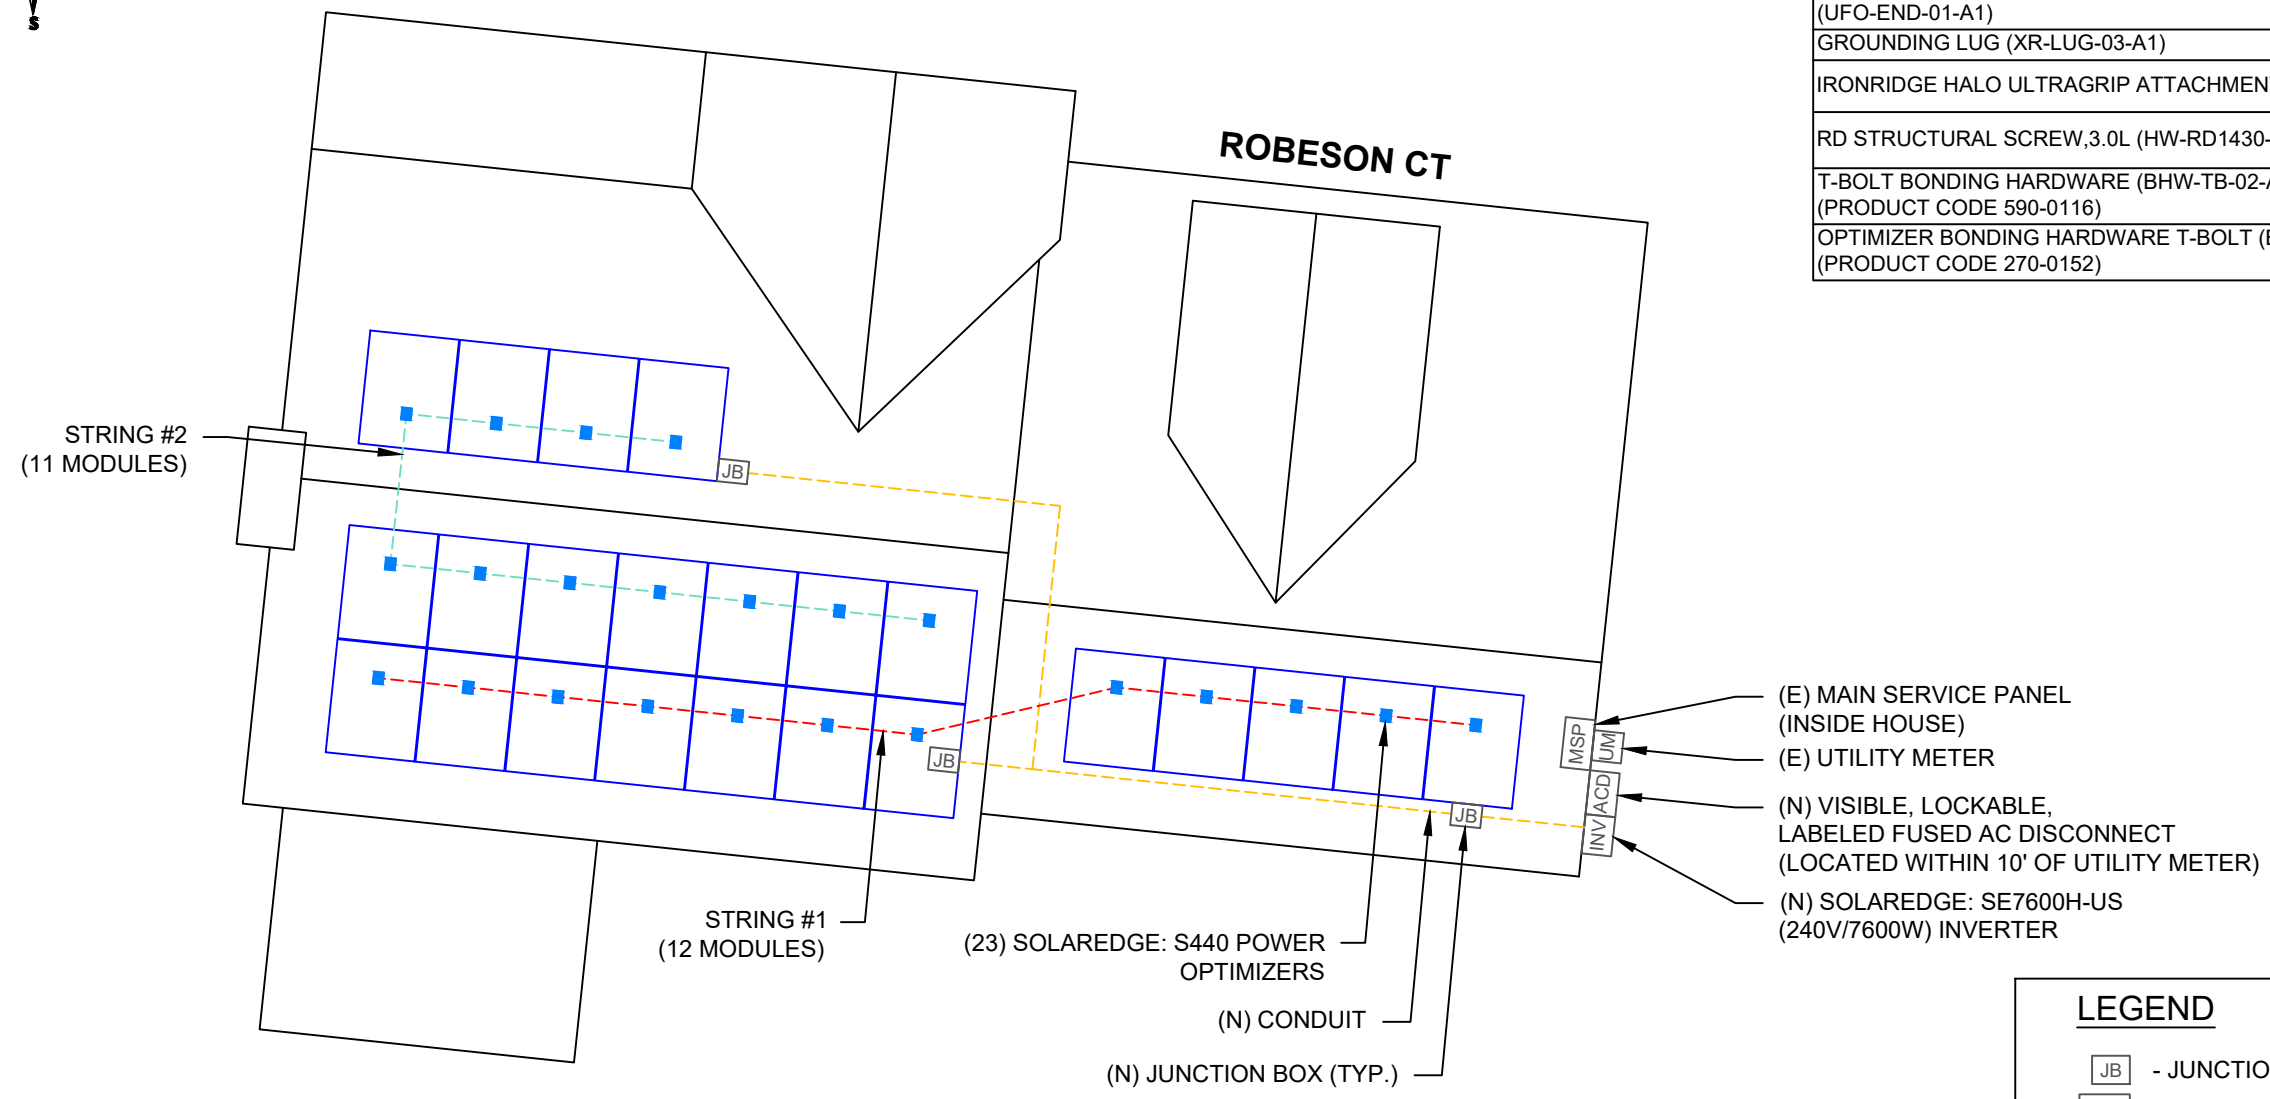 S
(UFO-END-01-A1)
GROUNDING LUG (XR-LUG-03-A1)
IRONRIDGE HALO ULTRAGRIP ATTACHMEN
RD STRUCTURAL SCREW,3.0L (HW-RD1430-
T-BOLT BONDING HARDWARE (BHW-TB-02-A
(PRODUCT CODE 590-0116)
OPTIMIZER BONDING HARDWARE T-BOLT (B
(PRODUCT CODE 270-0152)
ROBESON CT
STRING #2
(11 MODULES)
JB
JB
JB
MSP
UM
ACD
INV
(E) MAIN SERVICE PANEL
(INSIDE HOUSE)
(E) UTILITY METER
(N) VISIBLE, LOCKABLE,
LABELED FUSED AC DISCONNECT
(LOCATED WITHIN 10' OF UTILITY METER)
(N) SOLAREDGE: SE7600H-US
(240V/7600W) INVERTER
STRING #1
(12 MODULES)
(23) SOLAREDGE: S440 POWER
OPTIMIZERS
(N) CONDUIT
(N) JUNCTION BOX (TYP.)
LEGEND
JB - JUNCTIO